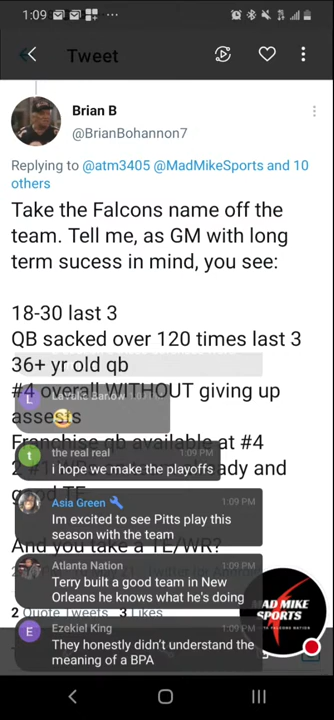 1:09
Tweet
Brian B
@BrianBohannon7
Replying to @atm3405 @MadMikeSports and 10
others
Take the Falcons name off the
team. Tell me, as GM with long
term sucess in mind, you see:
18-30 last 3
QB sacked over 120 times last 3
36+ yr old qb
#4 overall WITHOUT giving up
assests
Franchise qb available at #4
And you take a TE/WR?
2 Quote Tweets 3 Likes
L
t
the real real 1:09 PM
I hope we make the playoffs
Asia Green 1:09 PM
Im excited to see Pitts play this
season with the team
Atlanta Nation 1:09 PM
Terry built a good team in New
Orleans he knows what he's doing
E
Ezekiel King 1:09 PM
They honestly didn't understand the
meaning of a BPA
MAD MIKE
SPORTS
FALCONS NATION